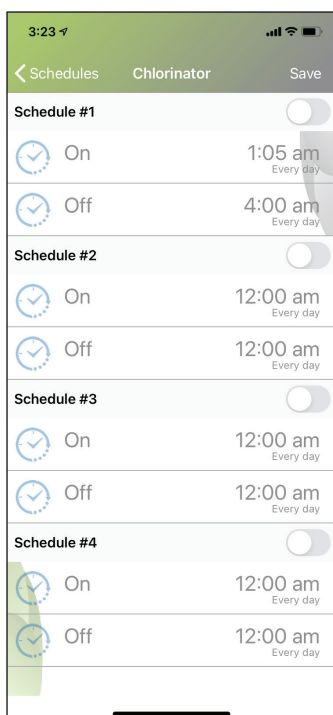 3:23
Schedules Chlorinator Save
Schedule #1
On 1:05 am
Every day
Off 4:00 am
Every day
Schedule #2
On 12:00 am
Every day
Off 12:00 am
Every day
Schedule #3
On 12:00 am
Every day
Off 12:00 am
Every day
Schedule #4
On 12:00 am
Every day
Off 12:00 am
Every day